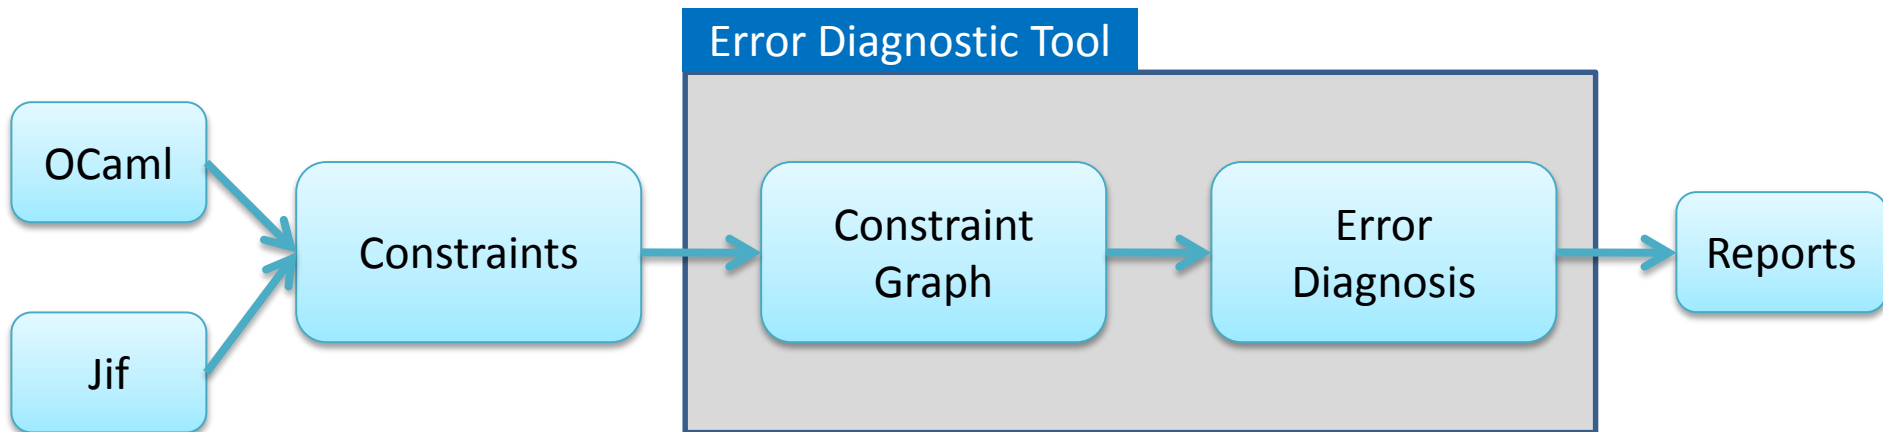 Error Diagnostic Tool
OCaml
Jif
Constraints
Constraint
Graph
Error
Diagnosis
Reports